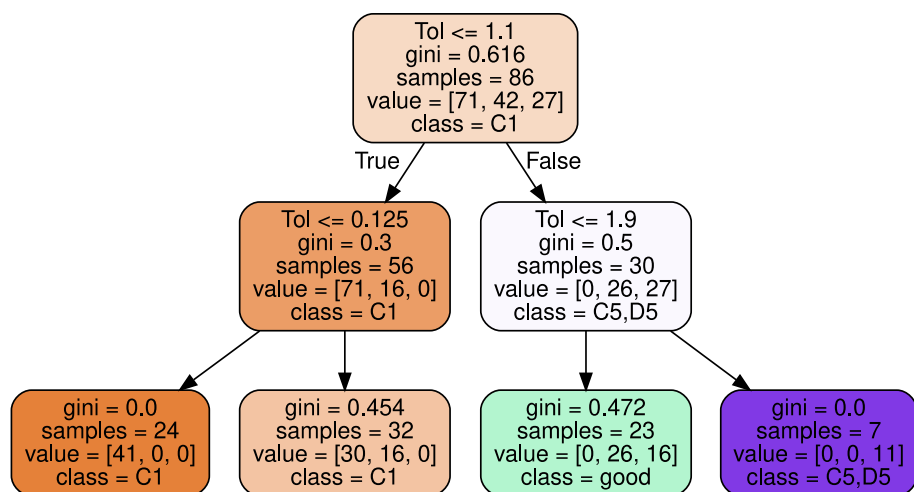 Tol <= 1.1
gini = 0.616
samples = 86
value = [71, 42, 27]
class = C1
True
False
Tol <= 0.125
gini = 0.3
samples = 56
value = [71, 16, 0]
class = C1
Tol <= 1.9
gini = 0.5
samples = 30
value = [0, 26, 27]
class = C5,D5
gini = 0.0
samples = 24
value = [41, 0, 0]
class = C1
gini = 0.454
samples = 32
value = [30, 16, 0]
class = C1
gini = 0.472
samples = 23
value = [0, 26, 16]
class = good
gini = 0.0
samples = 7
value = [0, 0, 11]
class = C5,D5